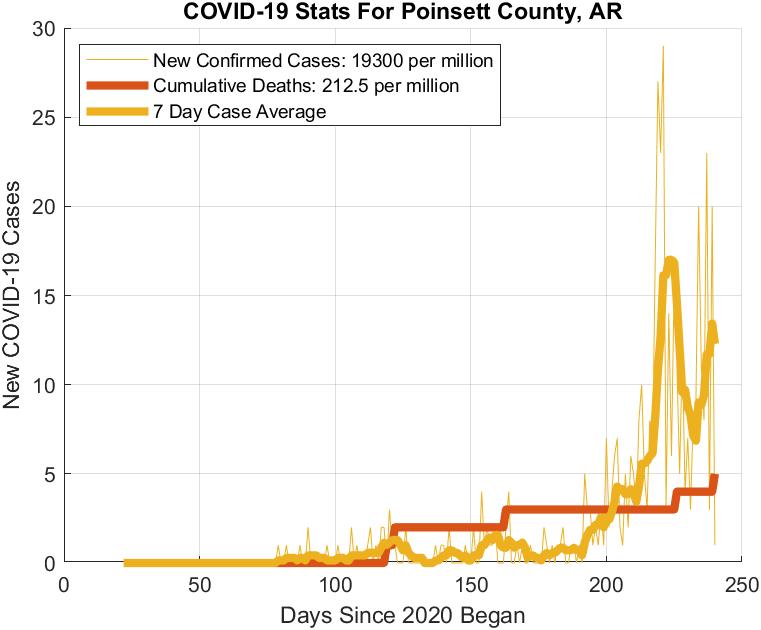 COVID-19 Stats For Poinsett County, AR
30
25
20
15
10
5
0
New COVID-19 Cases
New Confirmed Cases: 19300 per million
Cumulative Deaths: 212.5 per million
7 Day Case Average
0
50
100
150
200
250
Days Since 2020 Began